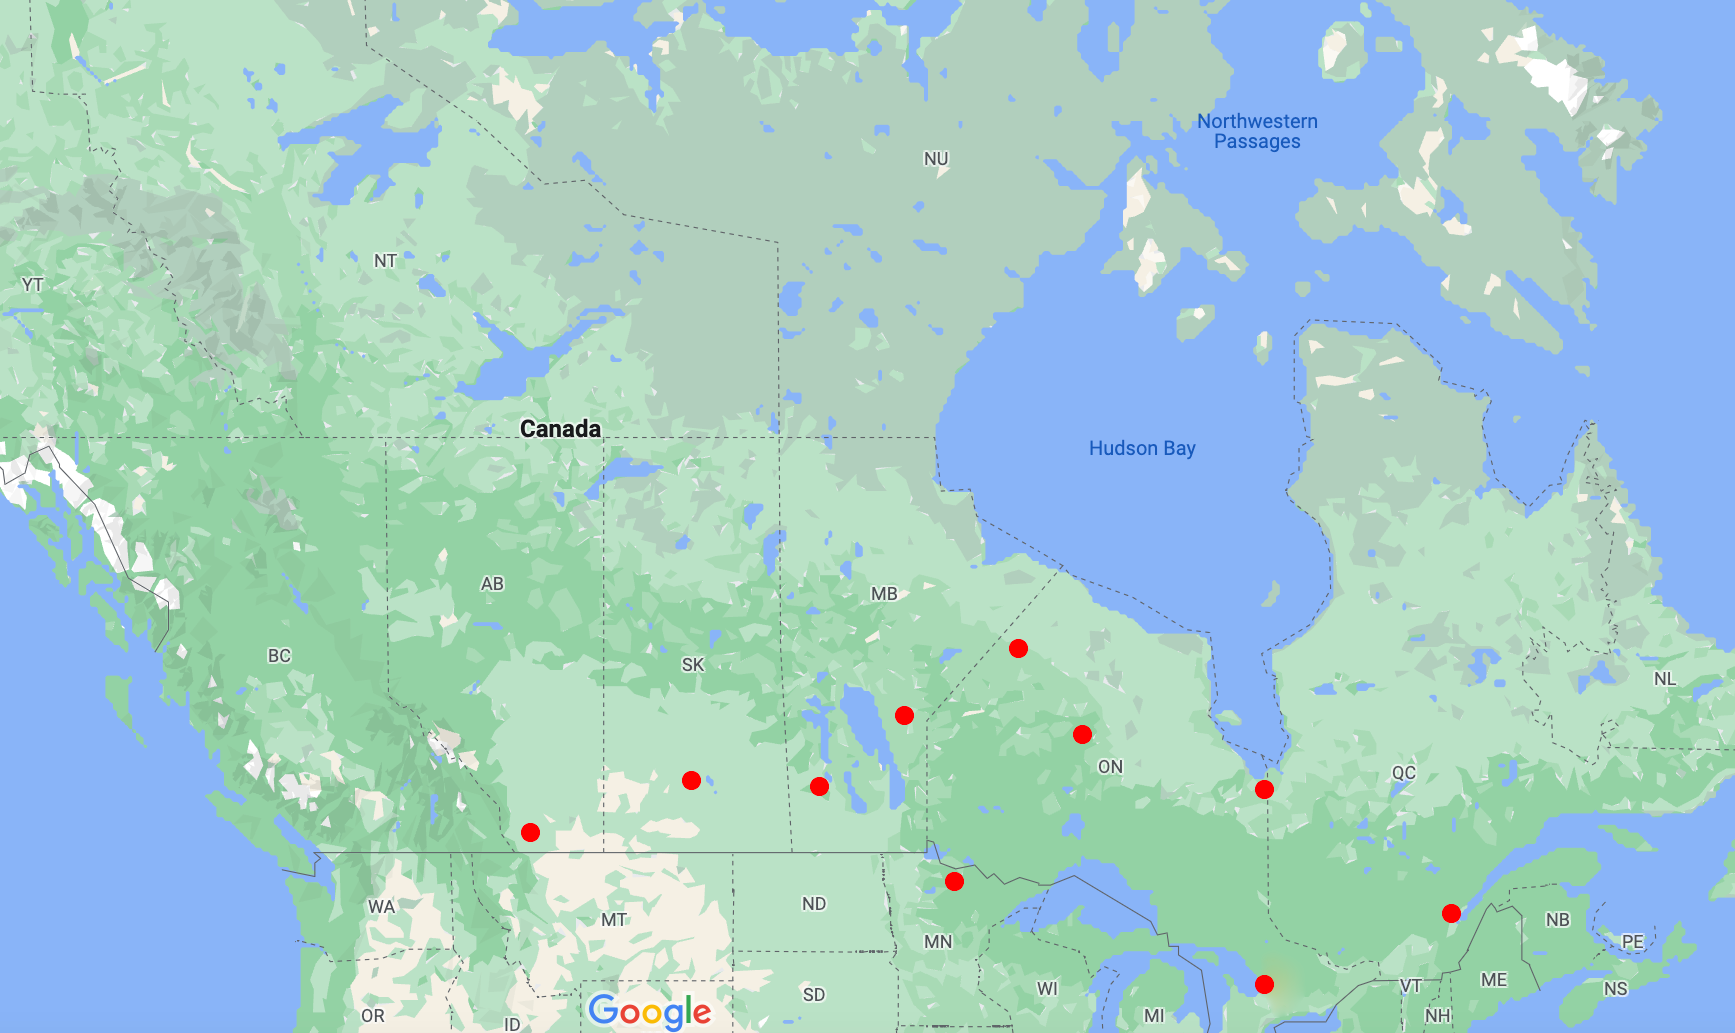 Northwestern
Passages
NU
NT
YT
Canada
Hudson Bay
AB
MB
BC
SK
NL
ON
QC
WA
MT
ND
MN
NB
PE
SD
WI
MI
VT
ME
NS
NH
OR
ID
Google